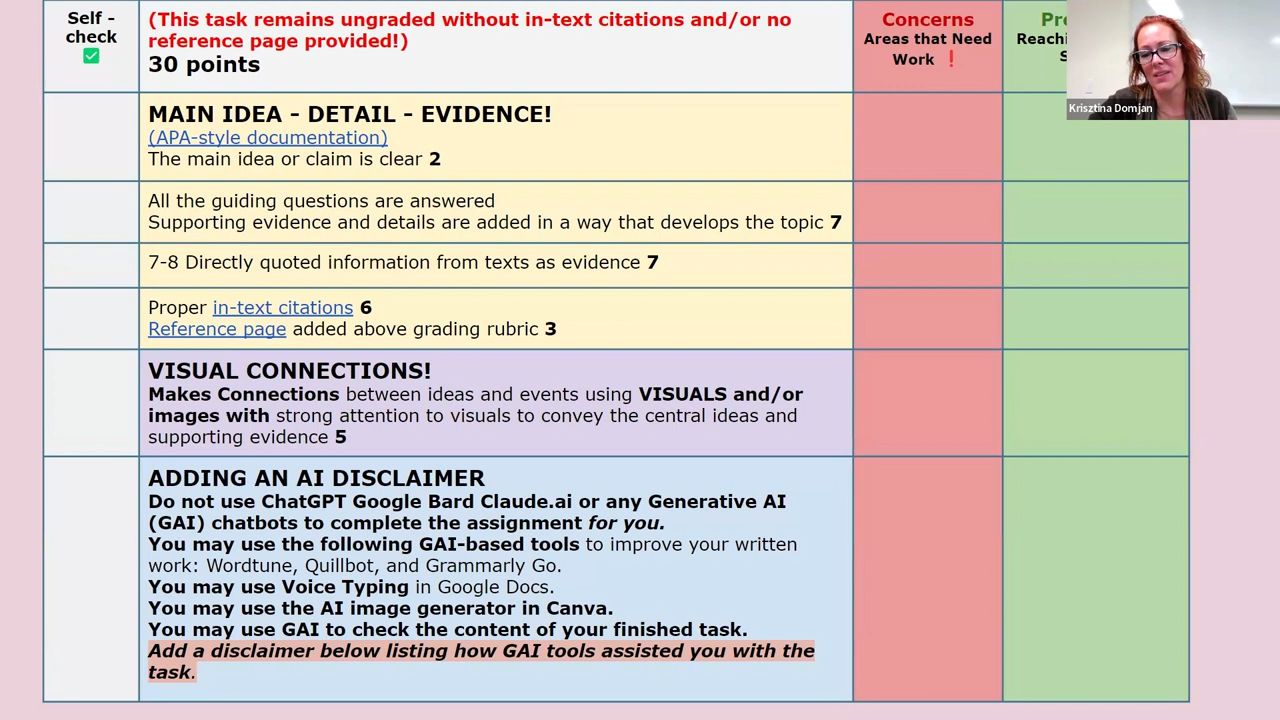 Self -
check
(This task remains ungraded without in-text citations and/or no
reference page provided!)
30 points
Concerns
Areas that Need
Work ❗
Krisztina Domjan
MAIN IDEA - DETAIL - EVIDENCE!
(APA-style documentation)
The main idea or claim is clear 2
All the guiding questions are answered
Supporting evidence and details are added in a way that develops the topic 7
7-8 Directly quoted information from texts as evidence 7
Proper in-text citations 6
Reference page added above grading rubric 3
VISUAL CONNECTIONS!
Makes Connections between ideas and events using VISUALS and/or
images with strong attention to visuals to convey the central ideas and
supporting evidence 5
ADDING AN AI DISCLAIMER
Do not use ChatGPT Google Bard Claude.ai or any Generative AI
(GAI) chatbots to complete the assignment for you.
You may use the following GAI-based tools to improve your written
work: Wordtune, Quillbot, and Grammarly Go.
You may use Voice Typing in Google Docs.
You may use the AI image generator in Canva.
You may use GAI to check the content of your finished task.
Add a disclaimer below listing how GAI tools assisted you with the
task.